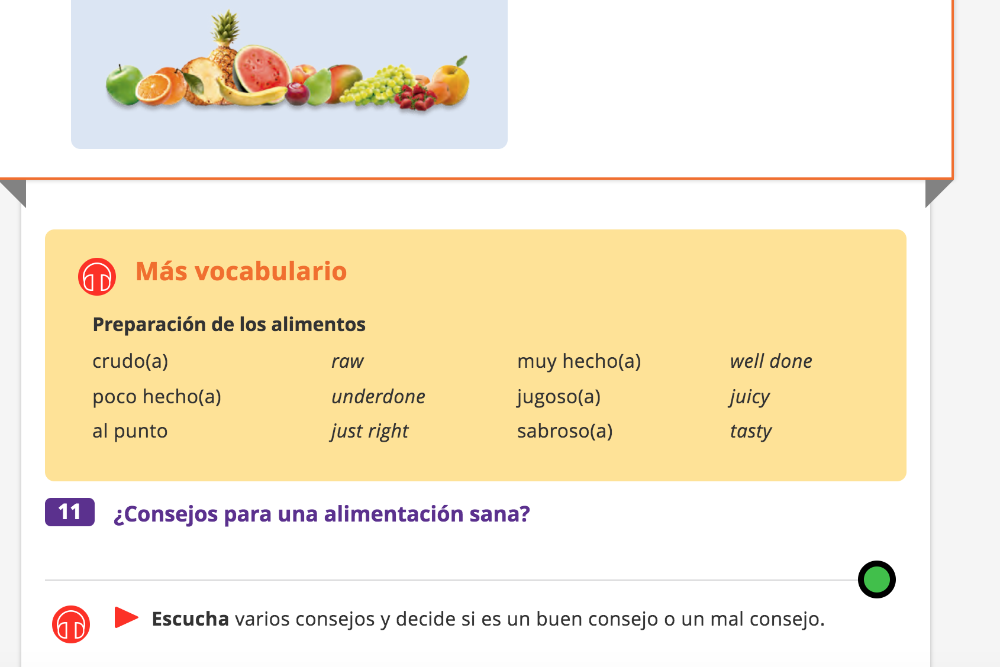 Más vocabulario
Preparación de los alimentos
crudo(a) raw muy hecho(a) well done
poco hecho(a) underdone jugoso(a) juicy
al punto just right sabroso(a) tasty
11 ¿Consejos para una alimentación sana?
Escucha varios consejos y decide si es un buen consejo o un mal consejo.